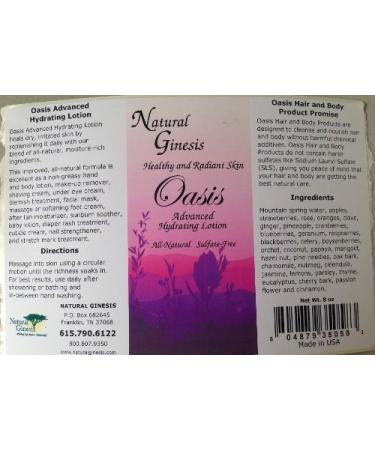 Oasis Advanced
Hydrating Lotion
Oasis Advanced Hydrating Lotion
heals dry, irritated skin by
replenishing it daily with our
blend of all-natural, moisture rich
ingredients.
This improved, all-natural formula is
excellent as a non-greasy hand
and body lotion, make-up remover,
shaving cream, under eye cream,
blemish treatment, facial mask,
massage or softening foot soak,
after tan moisturizer, sunburn soother,
baby lotion, diaper rash treatment,
cuticle cream, nail strengthener,
and stretch mark treatment.
Directions
Massage into skin using a circular
motion until the richness soaks in.
For best results, use daily after
showering or bathing and
in-between hand washing.
Natural
Ginesis
NATURAL GINESIS
P.O. Box 682645
Franklin, TN 37068
615.790.6122
800.807.9350
www.naturalginesis.com
Natural
Ginesis
Healthy and Radiant Skin
Oasis
Advanced
Hydrating Lotion
All-Natural Sulfate-Free
Oasis Hair and Body
Product Promise
Oasis Hair and Body Products are
designed to cleanse and nourish hair
and body without harmful chemical
additives. Oasis Hair and Body
Products do not contain harsh
sulfates like Sodium Lauryl Sulfate
(SLS), giving you peace of mind that
your hair and body are getting the
best natural care.
Ingredients
Mountain spring water, apples,
strawberries, rose, oranges, clove,
ginger, pineapple, cranberries,
blueberries, geranium, raspberries,
blackberries, celery, boysenberries,
orchid, coconut, papaya, mangot,
hazel nut, pine needles, oak bark,
chamomile, nutmeg, calendula,
jasmine, lemons, parsley, thyme,
eucalyptus, cherry bark, passion
flower and cinnamon.
Net Wt. 8 oz
8 04879 35050
Made in USA